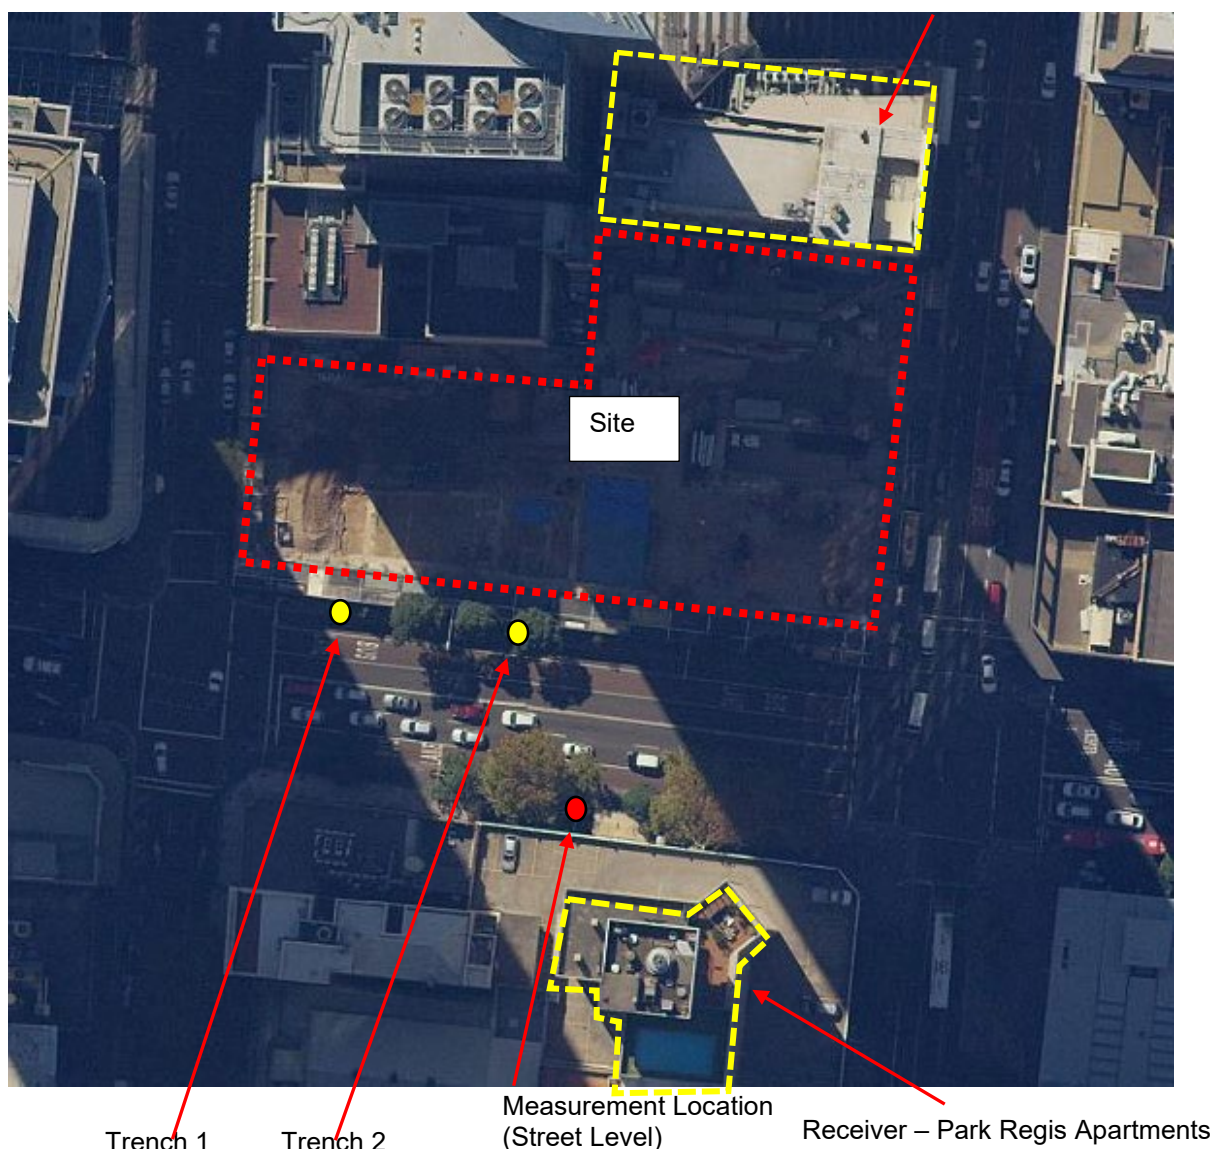 Site
Measurement Location
(Street Level)
Receiver – Park Regis Apartments
Trench 1
Trench 2